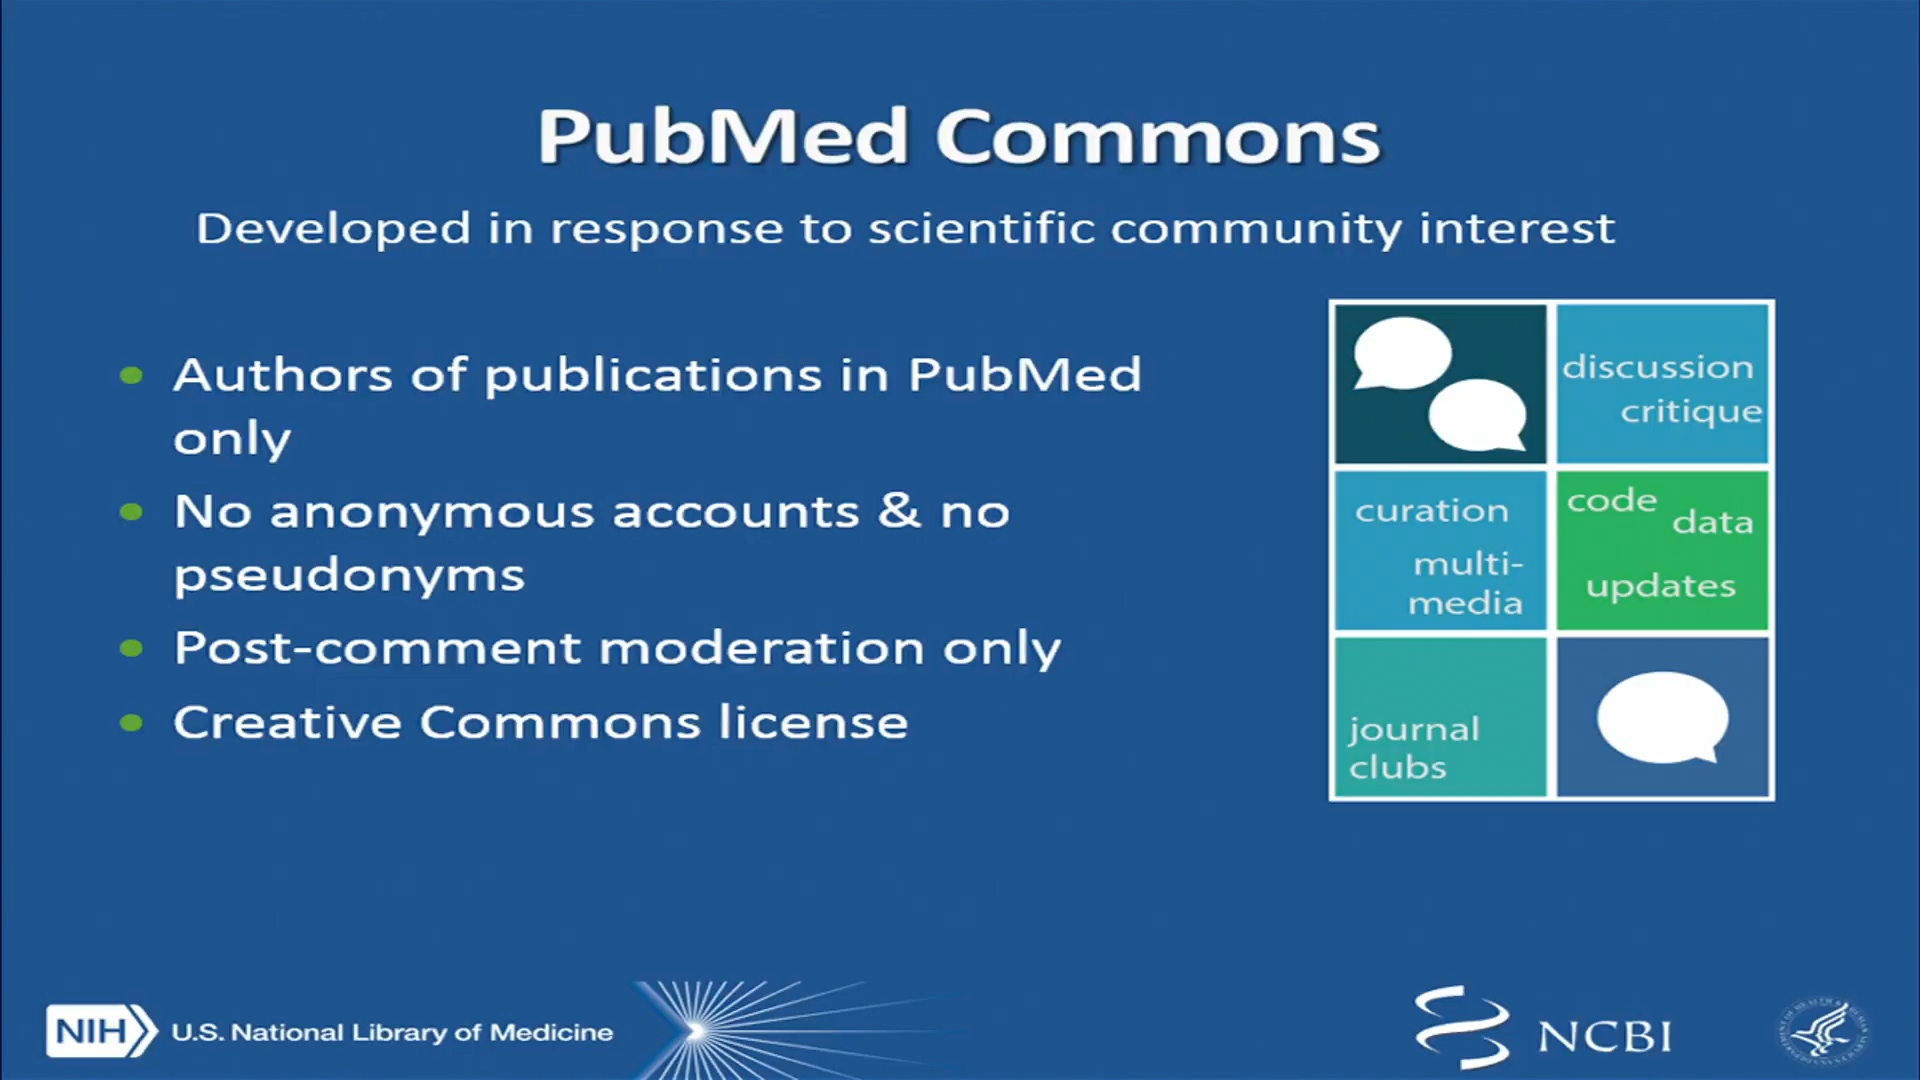 PubMed Commons
Developed in response to scientific community interest
Authors of publications in PubMed
only
No anonymous accounts & no
pseudonyms
Post-comment moderation only
Creative Commons license
discussion
critique
curation
multi-
media
code
data
updates
journal
clubs
NIH U.S. National Library of Medicine
NCBI